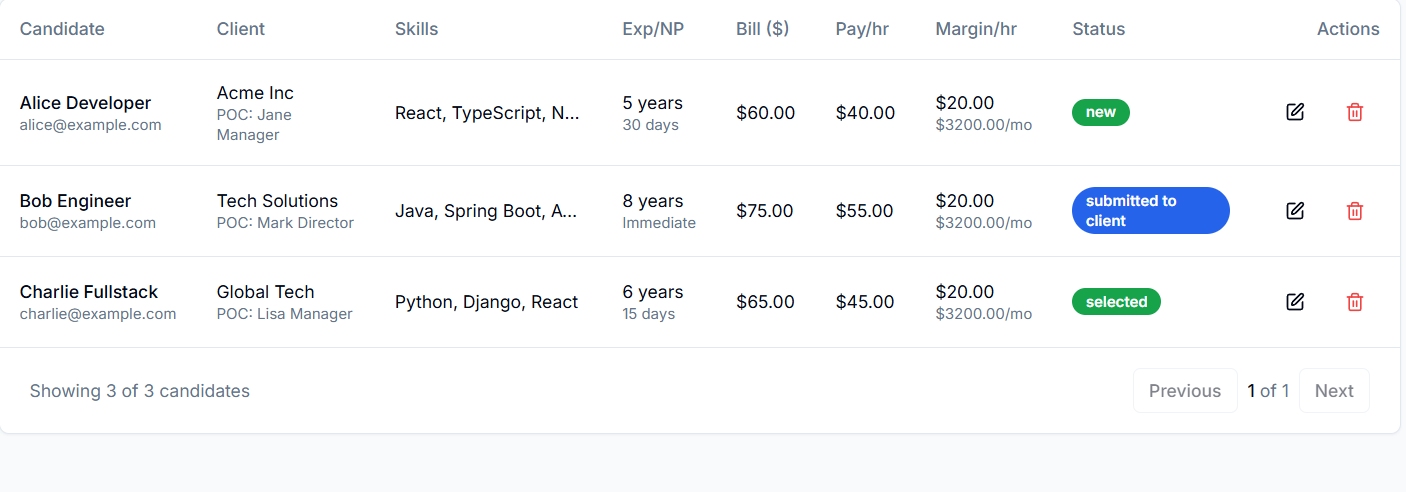 Candidate Client Skills Exp/NP Bill ($) Pay/hr Margin/hr Status Actions
Acme Inc
Alice Developer 5 years $20.00
POC: Jane React, TypeScript, N... $60.00 $40.00 new
alice@example.com 30 days $3200.00/mo
Manager
Bob Engineer Tech Solutions 8 years $20.00 submitted to
Java, Spring Boot, A... $75.00 $55.00
bob@example.com POC: Mark Director Immediate $3200.00/mo client
Charlie Fullstack Global Tech 6 years $20.00
Python, Django, React $65.00 $45.00 selected
charlie@example.com POC: Lisa Manager 15 days $3200.00/mo
Showing 3 of 3 candidates Previous 1 of 1 Next